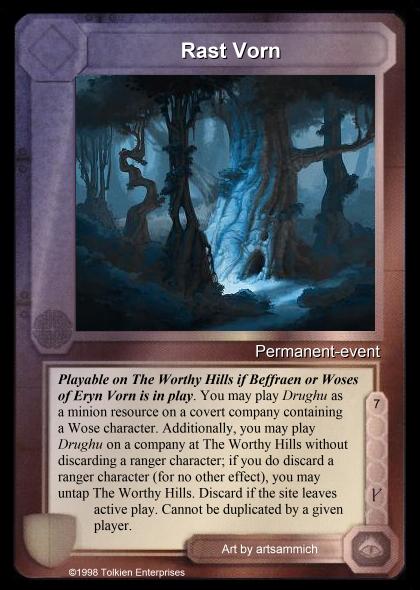 Rast Vorn
Permanent-event
Playable on The Worthy Hills if Beffraen or Woses
of Eryn Vorn is in play. You may play Drughu as
a minion resource on a covert company containing
a Wose character. Additionally, you may play
Drughu on a company at The Worthy Hills without
discarding a ranger character; if you do discard a
ranger character (for no other effect), you may
untap The Worthy Hills. Discard if the site leaves
active play. Cannot be duplicated by a given
player.
7
Art by artsammich
©1998 Tolkien Enterprises